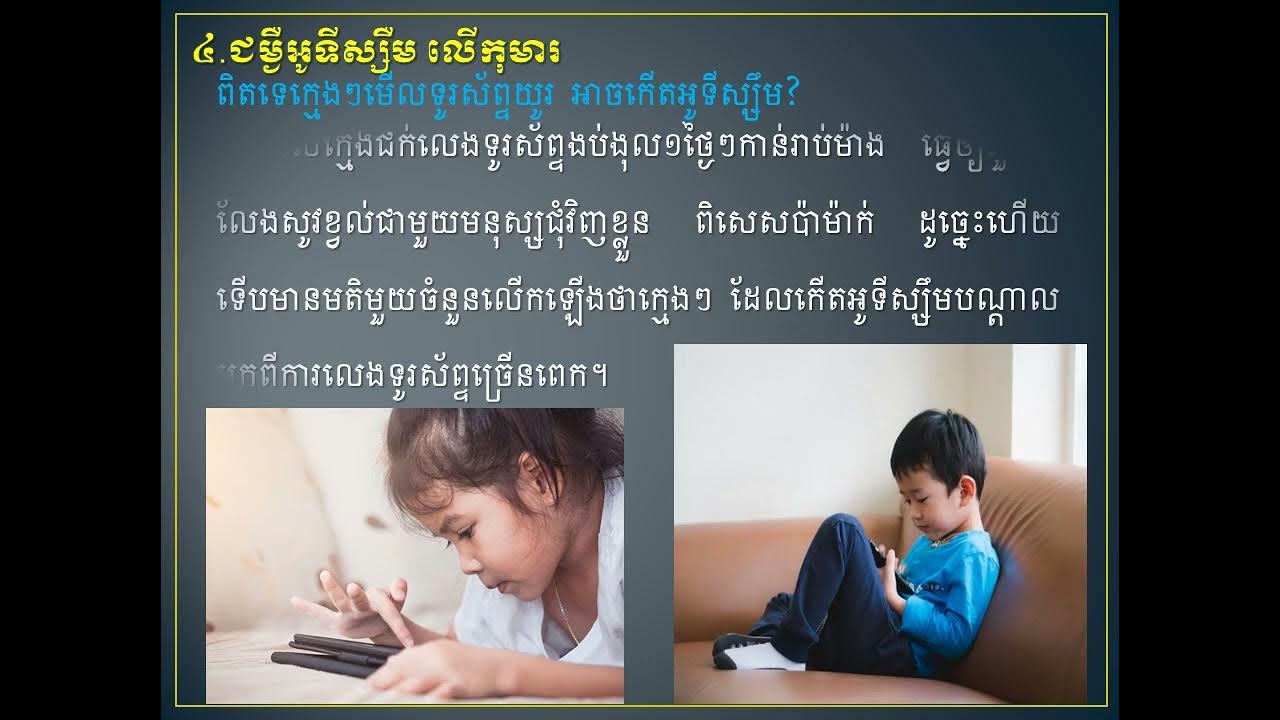 ៤.ជម្ងឺអូទីស្សឹម លើកុមារ
ពិតទេក្មេងៗមើលទូរស័ព្ទយូរ អាចកើតអូទីស្សឹម?
ក្មេងជក់លេងទូរស័ព្ទងប់ងុល១ថ្ងៃៗកាន់រាប់ម៉ោង ធ្វើឲ្យ
លែងសូវខ្វល់ជាមួយមនុស្សជុំវិញខ្លួន ពិសេសប៉ាម៉ាក់ ដូច្នេះហើយ
ទើបមានមតិមួយចំនួនលើកឡើងថាក្មេងៗ ដែលកើតអូទីស្សឹមបណ្ដាល
មកពីការលេងទូរស័ព្ទច្រើនពេក។